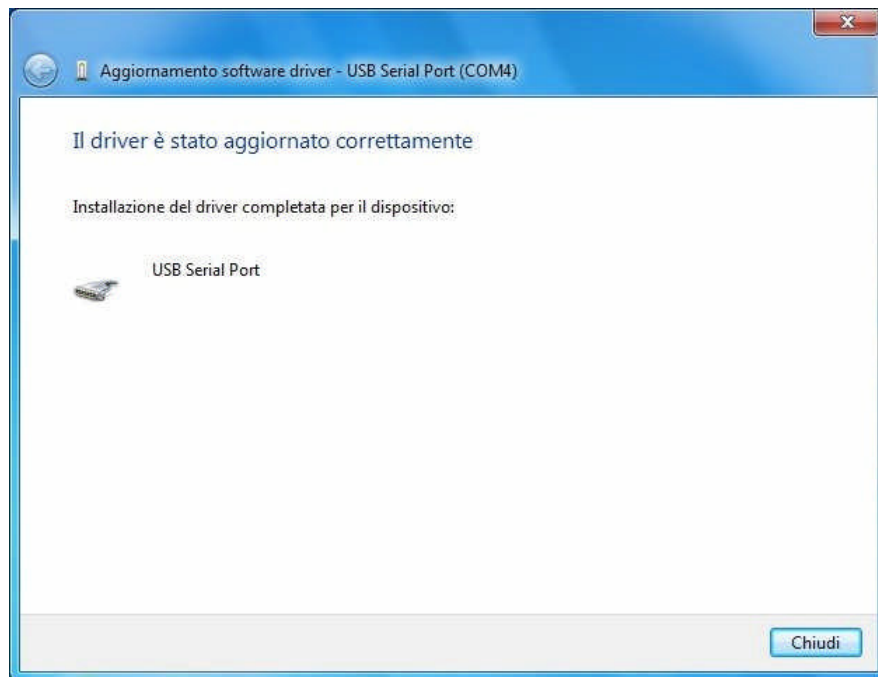 Aggiornamento software driver - USB Serial Port (COM4)
Il driver è stato aggiornato correttamente
Installazione del driver completata per il dispositivo:
USB Serial Port
Chiudi